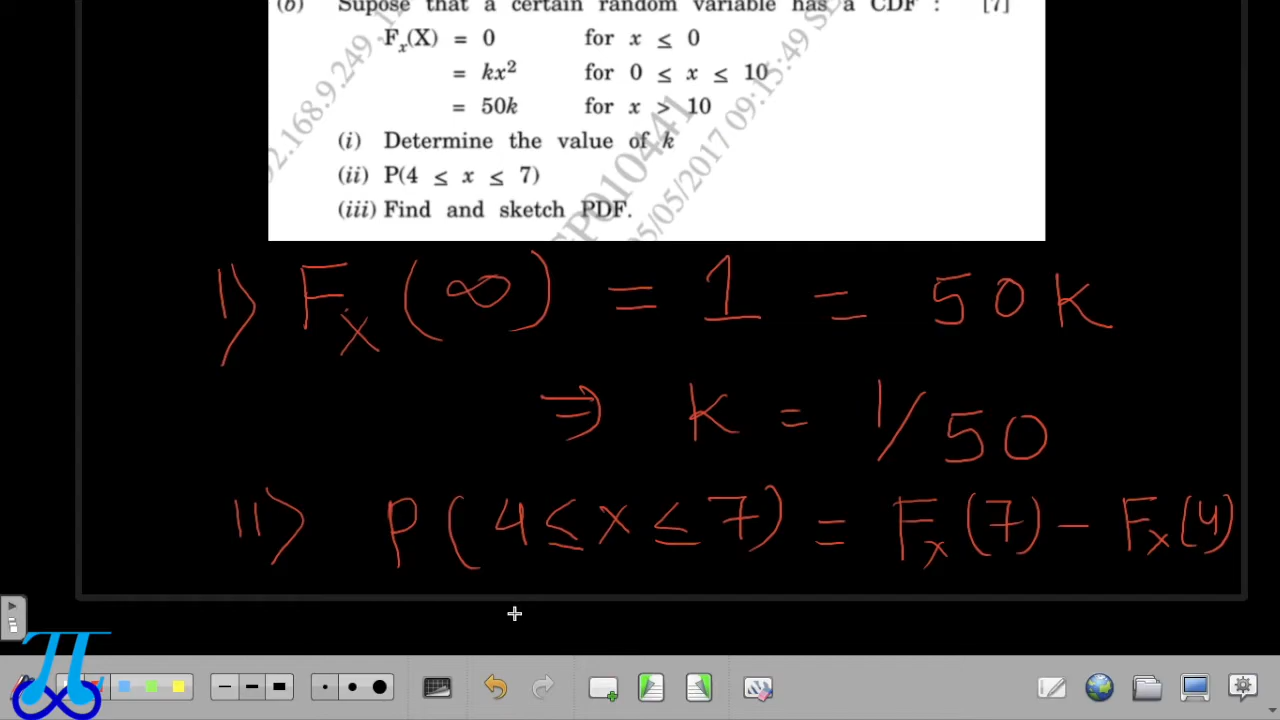 (b) Supose that a certain random variable has a CDF : [7]
Fx(X) = 0 for x ≤ 0
= kx² for 0 ≤ x ≤ 10
= 50k for x > 10
(i) Determine the value of k
(ii) P(4 ≤ x ≤ 7)
(iii) Find and sketch PDF.
i) Fx(∞) = 1 = 50k
⇒ k = 1/50
ii) P(4 ≤ x ≤ 7) = Fx(7) - Fx(4)